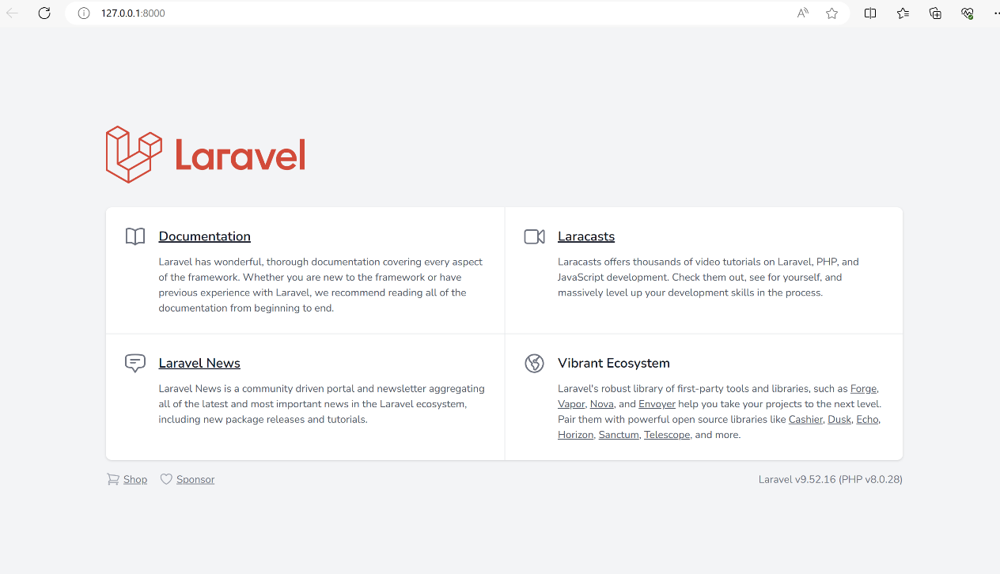 127.0.0.1:8000
Laravel
Documentation
Laravel has wonderful, thorough documentation covering every aspect
of the framework. Whether you are new to the framework or have
previous experience with Laravel, we recommend reading all of the
documentation from beginning to end.
Laracasts
Laracasts offers thousands of video tutorials on Laravel, PHP, and
JavaScript development. Check them out, see for yourself, and
massively level up your development skills in the process.
Laravel News
Laravel News is a community driven portal and newsletter aggregating
all of the latest and most important news in the Laravel ecosystem,
including new package releases and tutorials.
Vibrant Ecosystem
Laravel's robust library of first-party tools and libraries, such as Forge,
Vapor, Nova, and Envoyer help you take your projects to the next level.
Pair them with powerful open source libraries like Cashier, Dusk, Echo,
Horizon, Sanctum, Telescope, and more.
Shop
Sponsor
Laravel v9.52.16 (PHP v8.0.28)